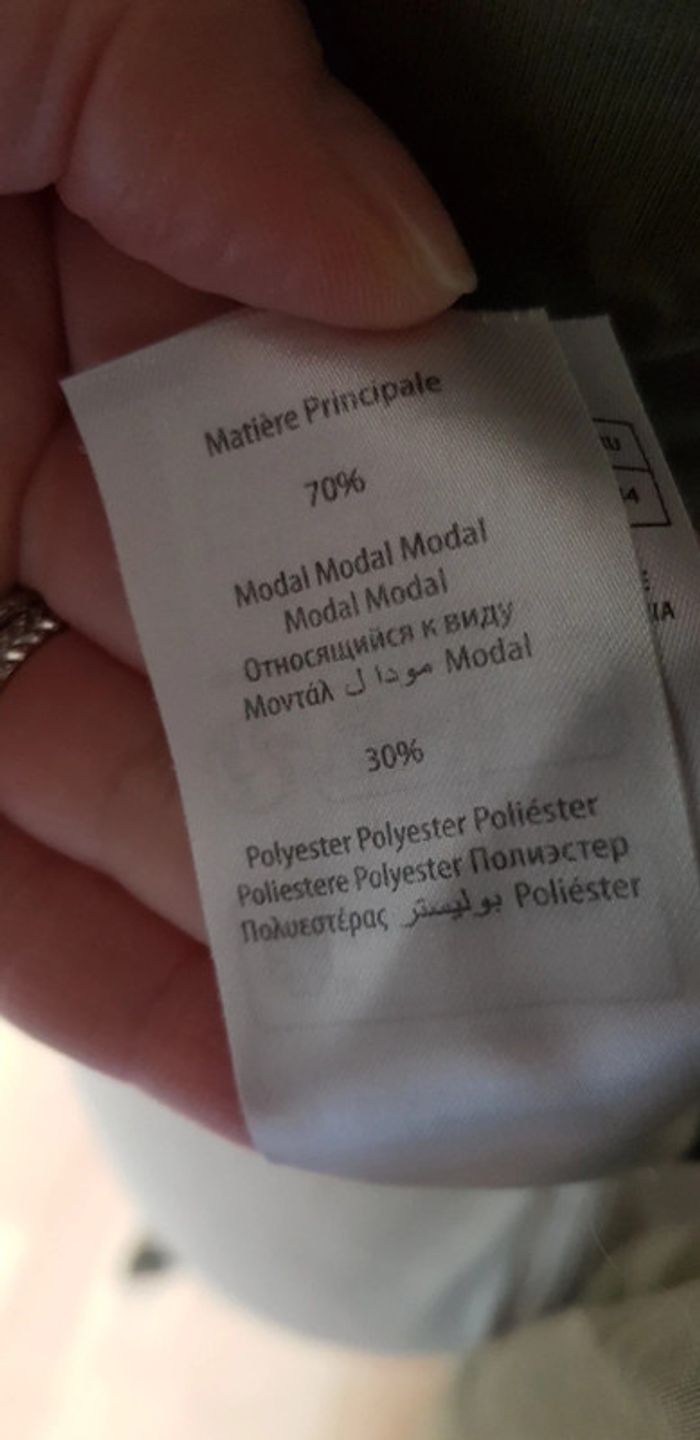 Matière Principale
70%
Modal Modal Modal
Modal Modal
Относящийся к виду
Μοντάλ مودا ل Modal
30%
Polyester Polyester Poliéster
Poliestere Polyester Полиэстер
Πολυεστέρας بوليستر Poliéster